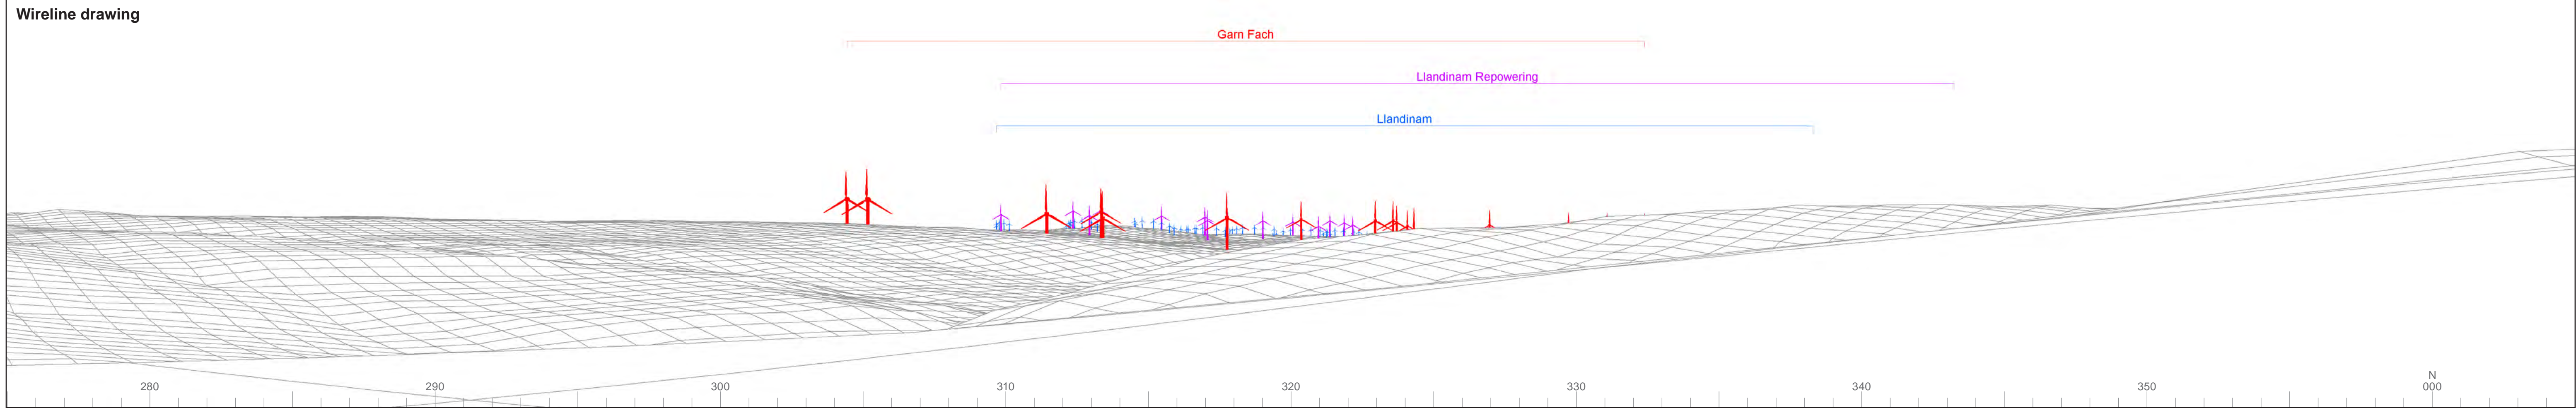 Wireline drawing
Garn Fach
Llandinam Repowering
Llandinam
N
280 290 300 310 320 330 340 350 000